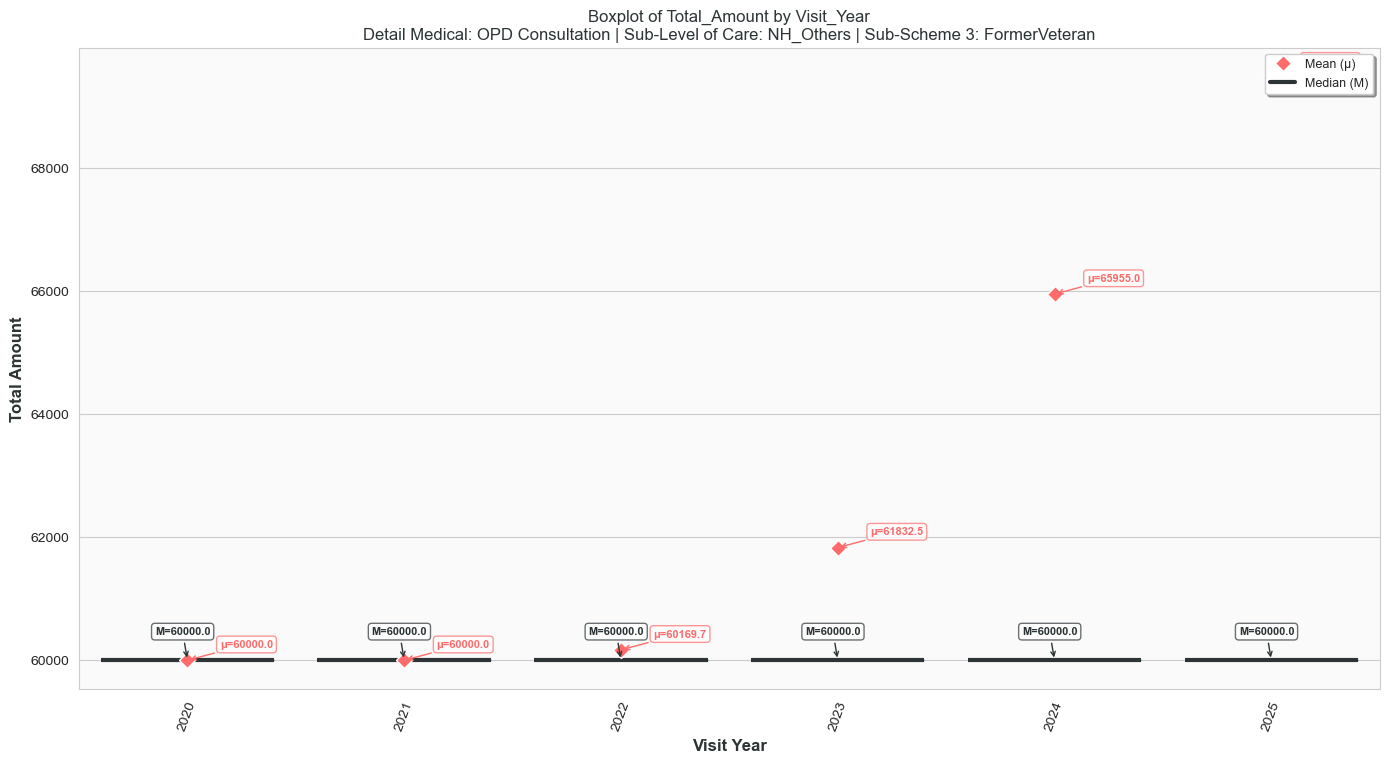 Boxplot of Total_Amount by Visit_Year
Detail Medical: OPD Consultation | Sub-Level of Care: NH_Others | Sub-Scheme 3: FormerVeteran
Mean (μ)
Median (M)
Total Amount
68000
66000
64000
62000
60000
μ=65955.0
μ=61832.5
M=60000.0
μ=60000.0
M=60000.0
μ=60000.0
M=60000.0
μ=60169.7
M=60000.0
M=60000.0
M=60000.0
2020
2021
2022
2023
2024
2025
Visit Year